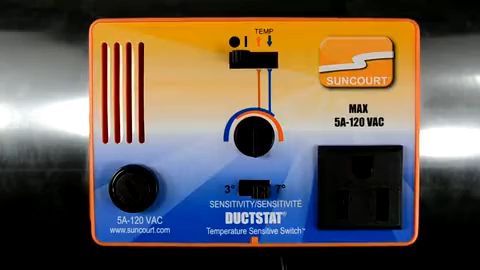 TEMP
SUNCOURT
MAX
5A-120 VAC
3° 7°
SENSITIVITY/SENSITIVITÉ
DUCTSTAT®
Temperature Sensitive Switch™
5A-120 VAC
www.suncourt.com